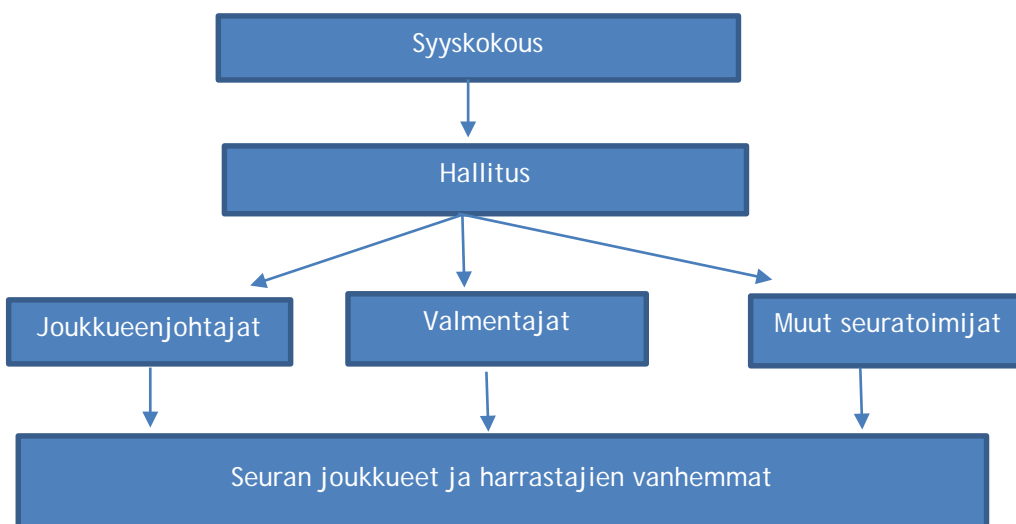 Syyskokous
Hallitus
Joukkueenjohtajat
Valmentajat
Muut seuratoimijat
Seuran joukkueet ja harrastajien vanhemmat